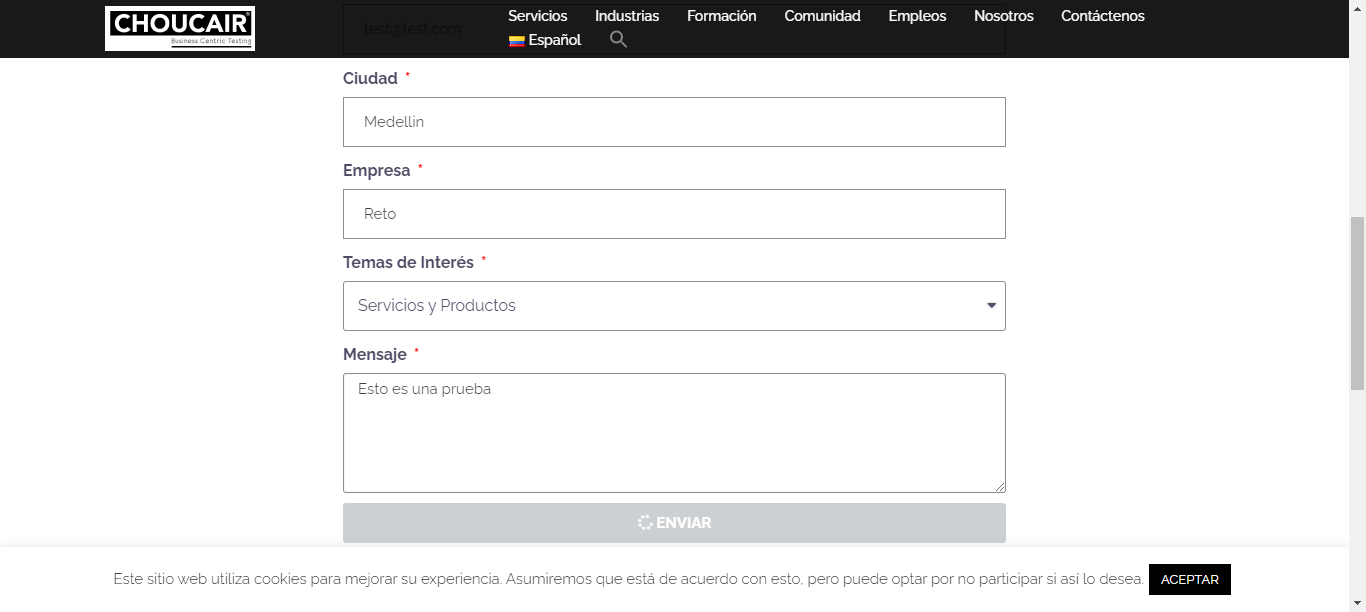 CHOUCAIR®
Business Centric Testing
Servicios Industrias Formación Comunidad Empleos Nosotros Contáctenos
Español
test@test.com
Ciudad *
Medellin
Empresa *
Reto
Temas de Interés *
Servicios y Productos
Mensaje *
Esto es una prueba
ENVIAR
Este sitio web utiliza cookies para mejorar su experiencia. Asumiremos que está de acuerdo con esto, pero puede optar por no participar si así lo desea. ACEPTAR